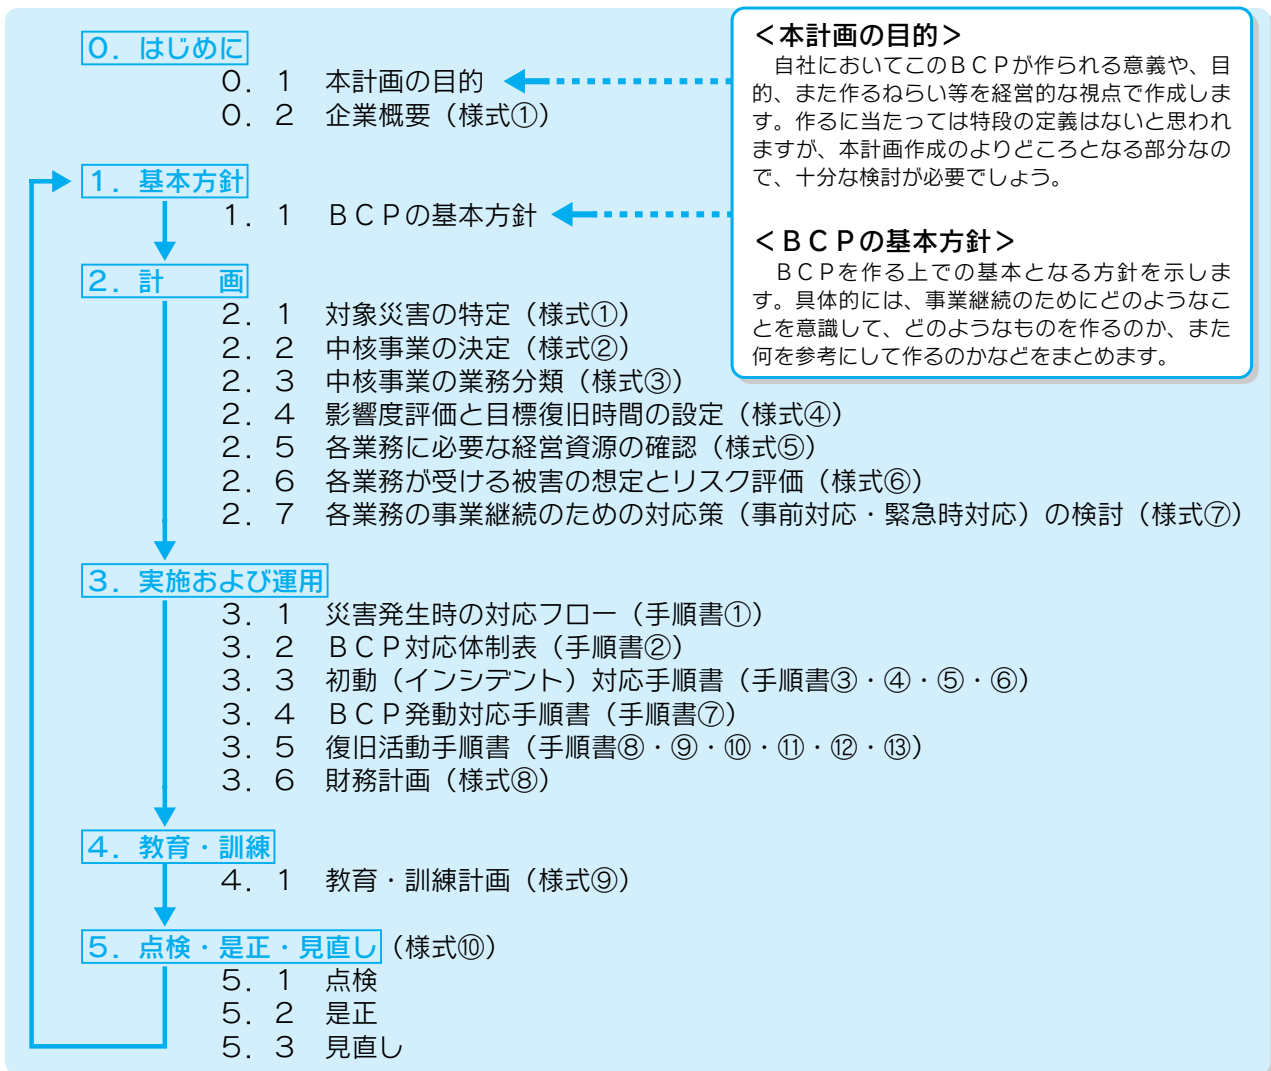 ０．はじめに
０．１　本計画の目的
０．２　企業概要（様式①）
１．基本方針
１．１　ＢＣＰの基本方針
２．計　　画
２．１　対象災害の特定（様式①）
２．２　中核事業の決定（様式②）
２．３　中核事業の業務分類（様式③）
２．４　影響度評価と目標復旧時間の設定（様式④）
２．５　各業務に必要な経営資源の確認（様式⑤）
２．６　各業務が受ける被害の想定とリスク評価（様式⑥）
２．７　各業務の事業継続のための対応策（事前対応・緊急時対応）の検討（様式⑦）
３．実施および運用
３．１　災害発生時の対応フロー（手順書①）
３．２　ＢＣＰ対応体制表（手順書②）
３．３　初動（インシデント）対応手順書（手順書③・④・⑤・⑥）
３．４　ＢＣＰ発動対応手順書（手順書⑦）
３．５　復旧活動手順書（手順書⑧・⑨・⑩・⑪・⑫・⑬）
３．６　財務計画（様式⑧）
４．教育・訓練
４．１　教育・訓練計画（様式⑨）
５．点検・是正・見直し（様式⑩）
５．１　点検
５．２　是正
５．３　見直し
＜本計画の目的＞
　自社においてこのＢＣＰが作られる意義や、目
的、また作るねらい等を経営的な視点で作成しま
す。作るに当たっては特段の定義はないと思われ
ますが、本計画作成のよりどころとなる部分なの
で、十分な検討が必要でしょう。
＜ＢＣＰの基本方針＞
　ＢＣＰを作る上での基本となる方針を示しま
す。具体的には、事業継続のためにどのようなこ
とを意識して、どのようなものを作るのか、また
何を参考にして作るのかなどをまとめます。